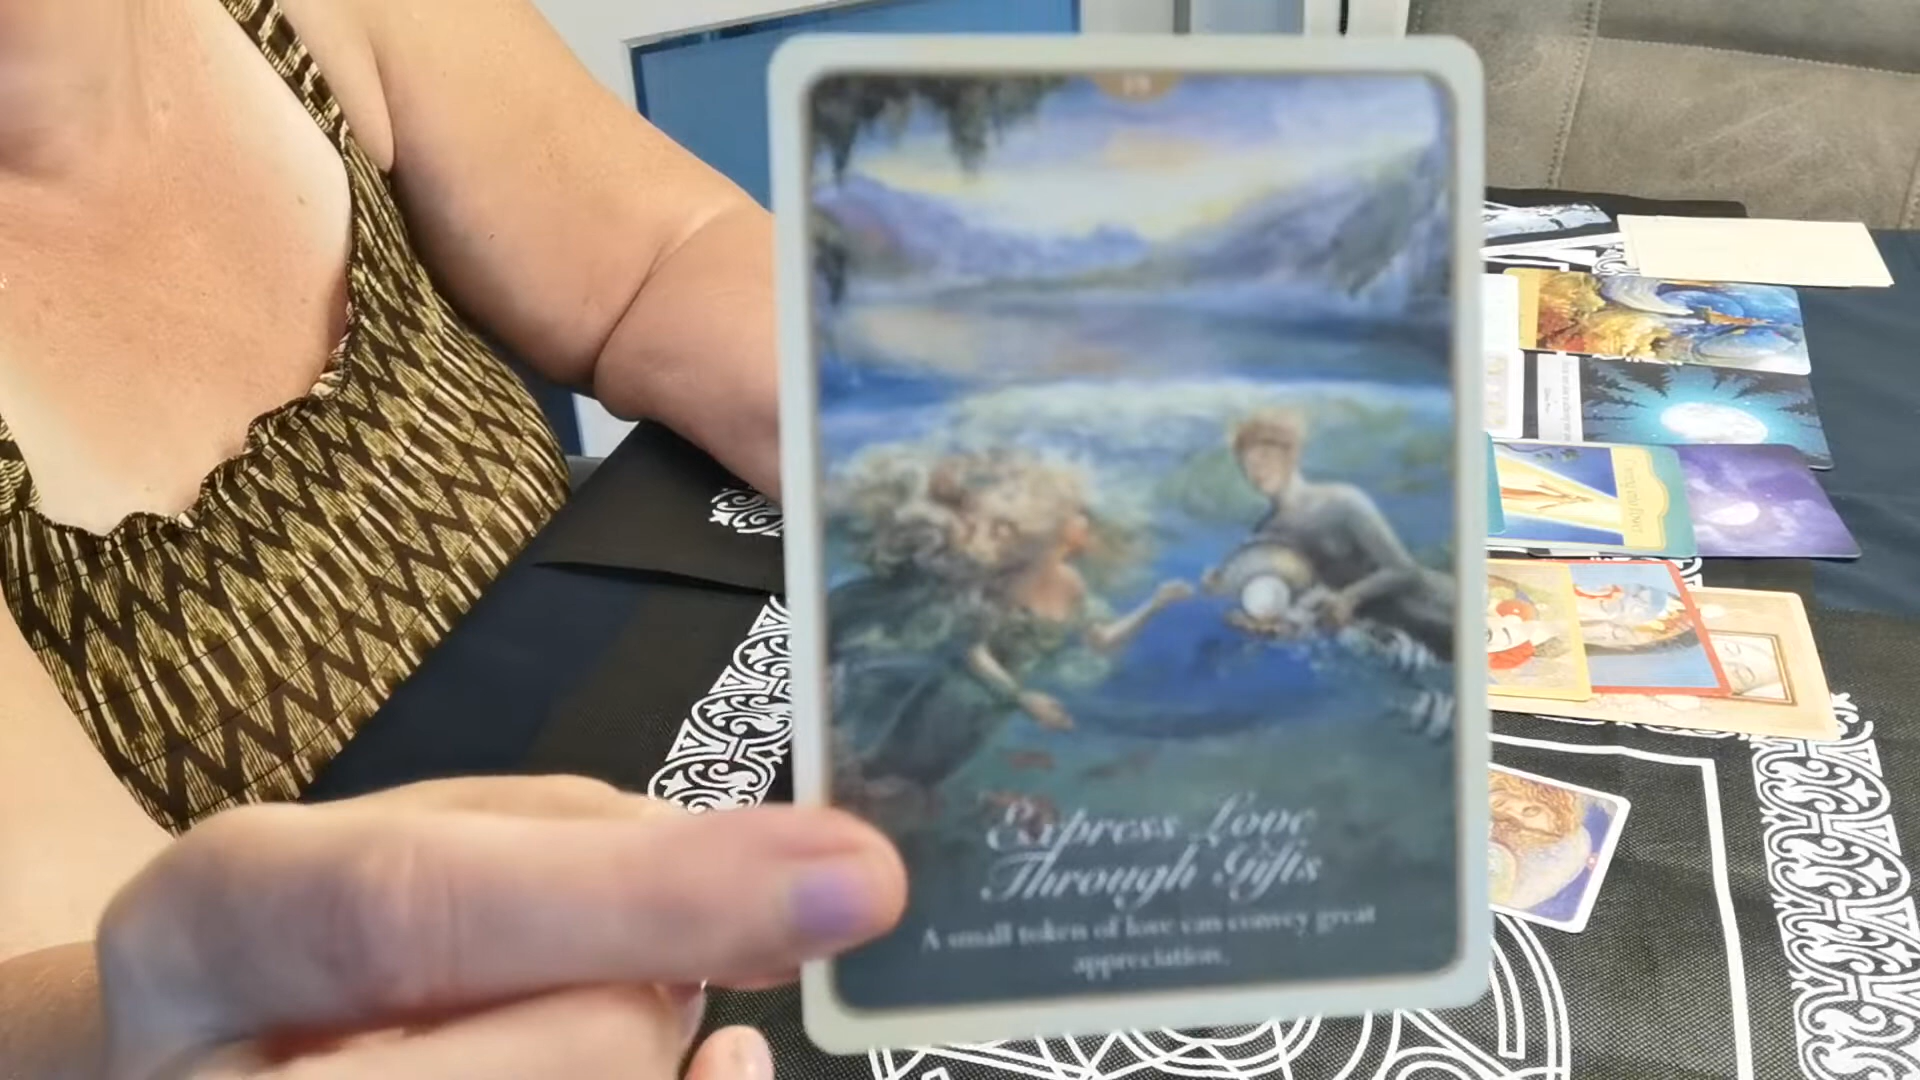 Express Love
Through Gifts
A small token of love can convey great
appreciation.